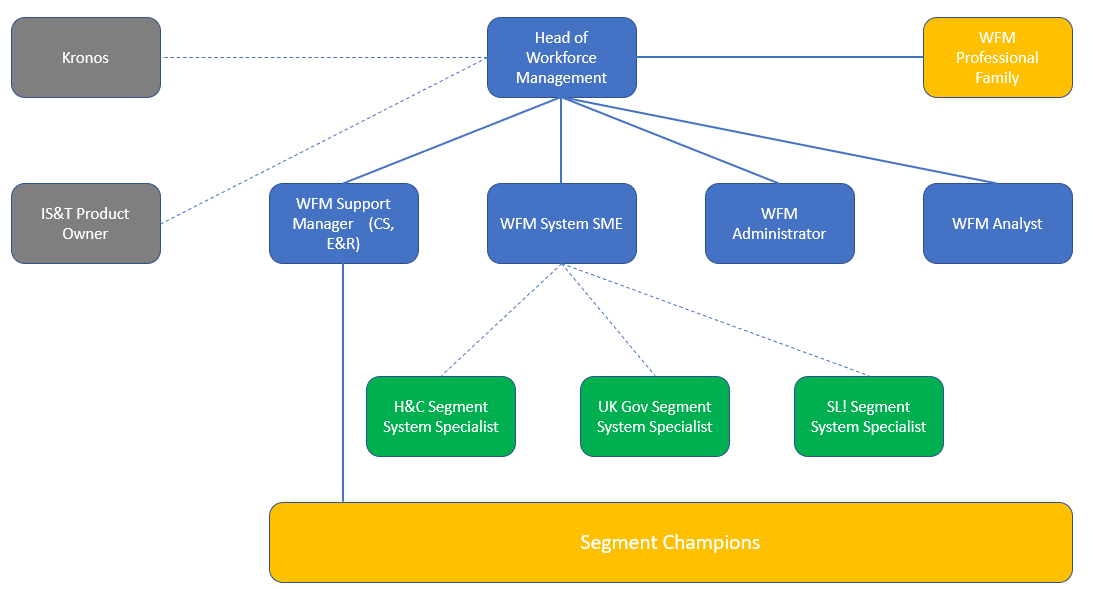 Kronos
Head of
Workforce
Management
WFM
Professional
Family
IS&T Product
Owner
WFM Support
Manager (CS,
E&R)
WFM System SME
WFM
Administrator
WFM Analyst
H&C Segment
System Specialist
UK Gov Segment
System Specialist
SL! Segment
System Specialist
Segment Champions